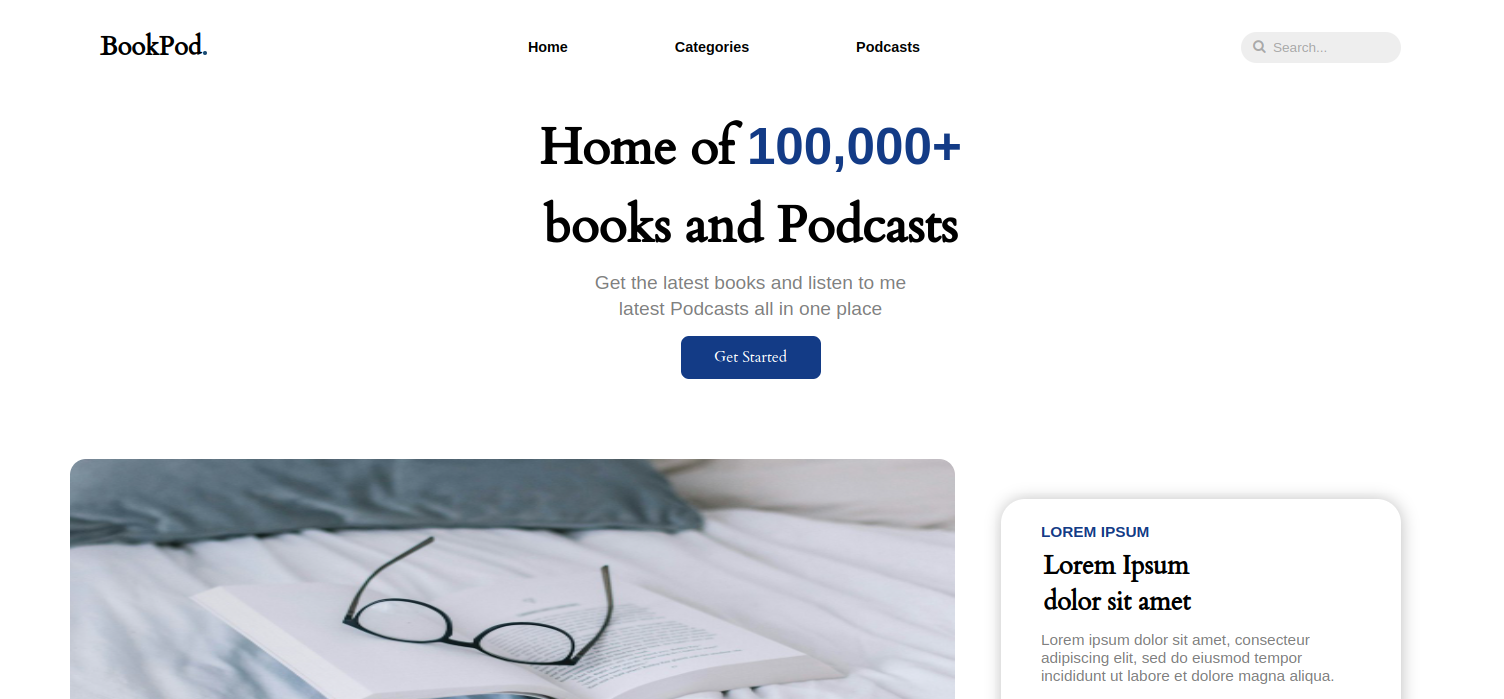 BookPod.
Home
Categories
Podcasts
Search...
Home of 100,000+
books and Podcasts
Get the latest books and listen to me
latest Podcasts all in one place
Get Started
LOREM IPSUM
Lorem Ipsum
dolor sit amet
Lorem ipsum dolor sit amet, consecteur
adipiscing elit, sed do eiusmod tempor
incididunt ut labore et dolore magna aliqua.